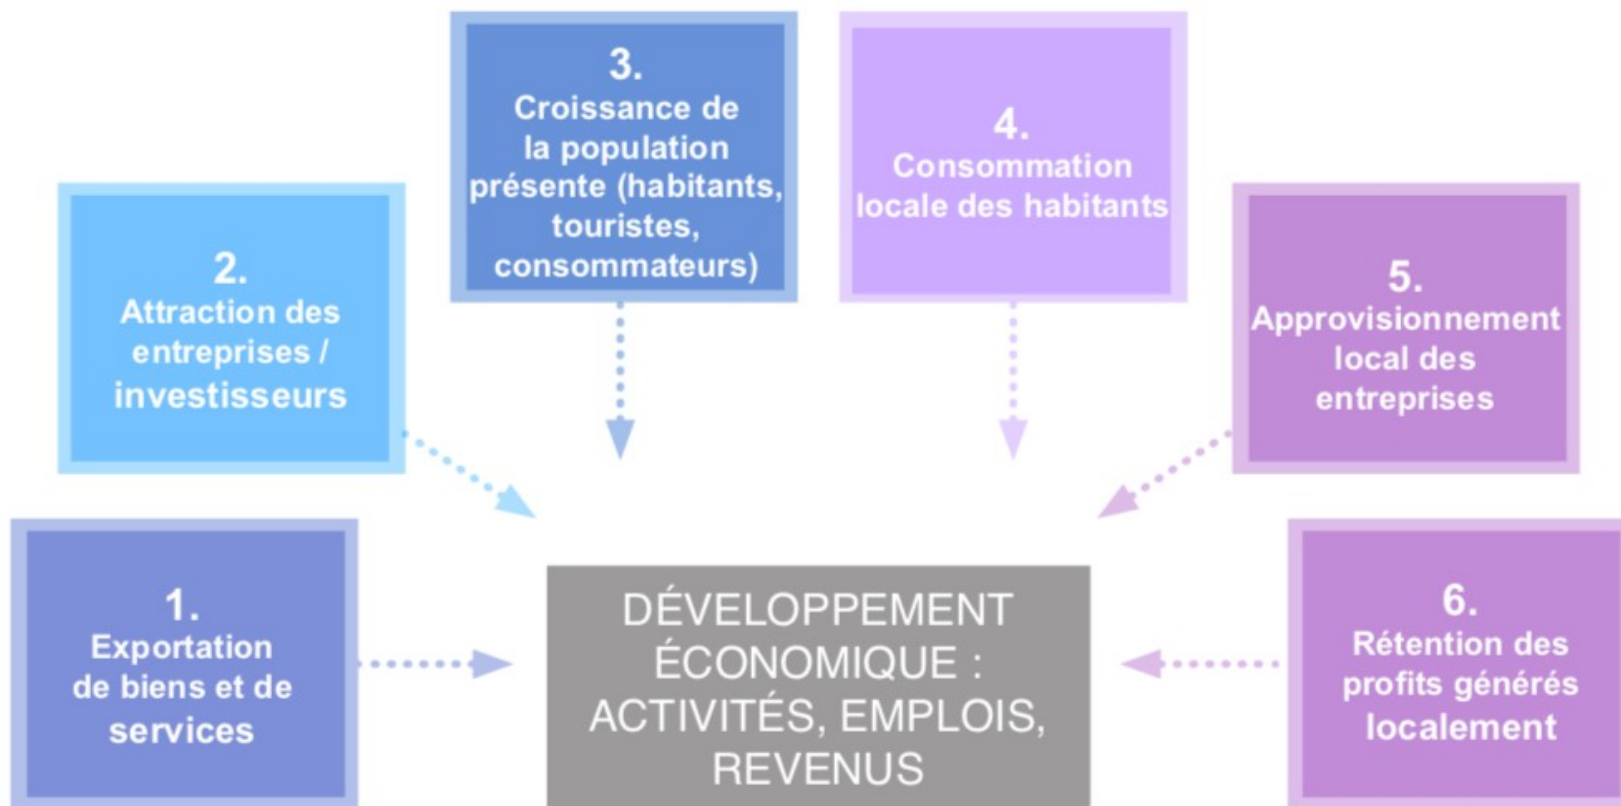 1.
Exportation
de biens et de
services
2.
Attraction des
entreprises /
investisseurs
3.
Croissance de
la population
présente (habitants,
touristes,
consommateurs)
4.
Consommation
locale des habitants
5.
Approvisionnement
local des
entreprises
6.
Rétention des
profits générés
localement
DÉVELOPPEMENT
ÉCONOMIQUE :
ACTIVITÉS, EMPLOIS,
REVENUS